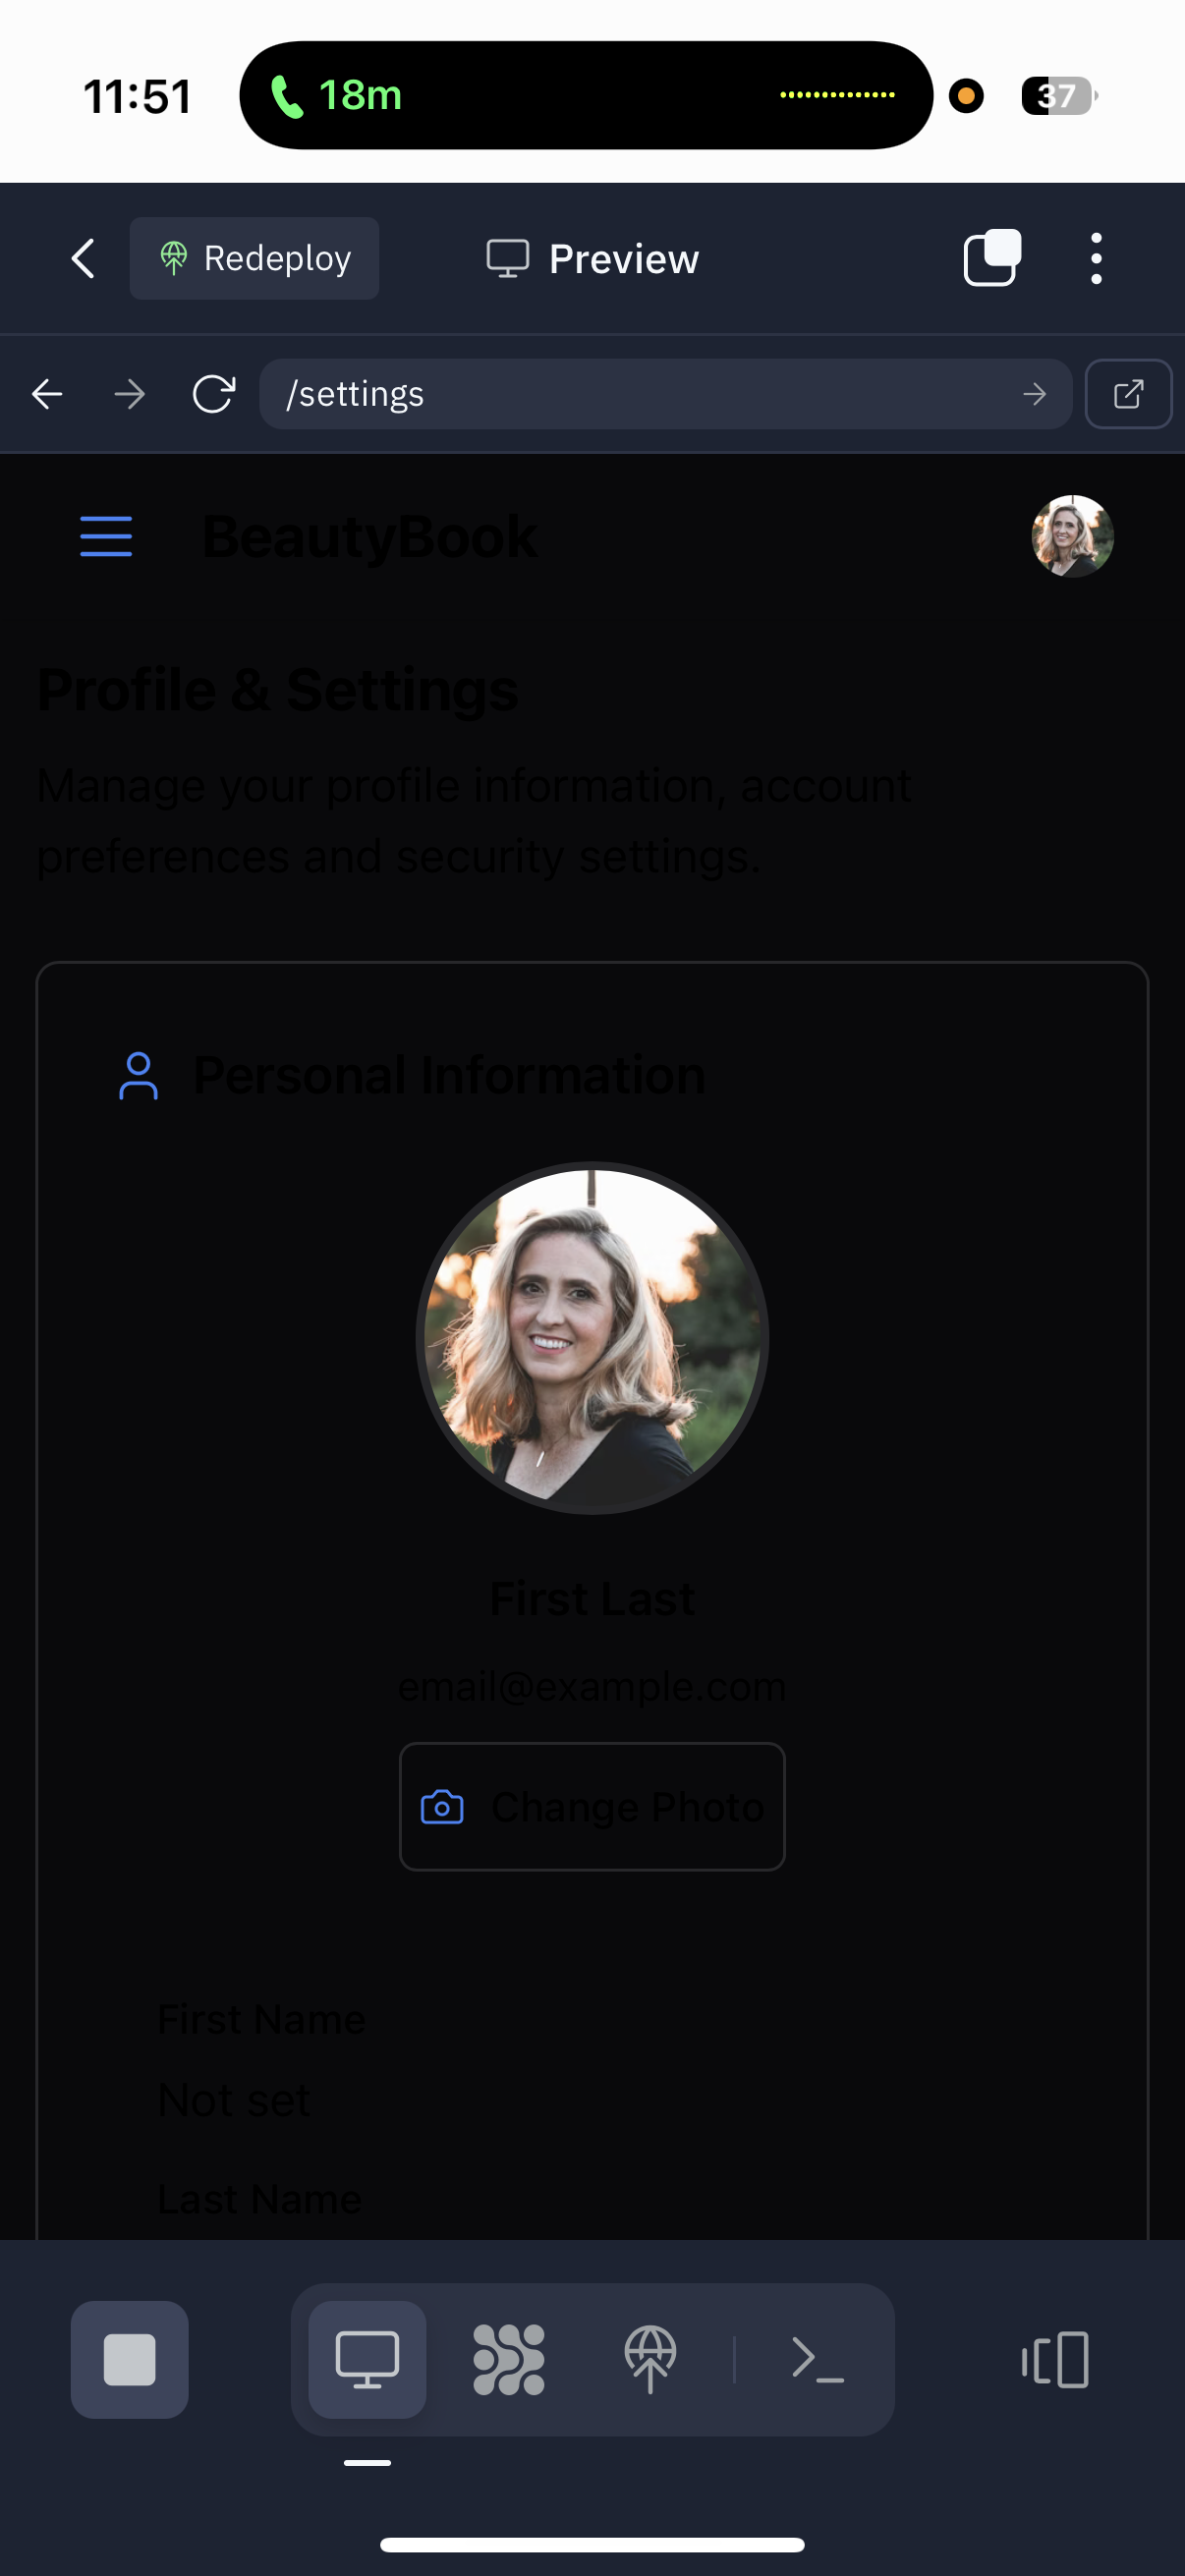 11:51
18m
37
Redeploy
Preview
/settings
BeautyBook
Profile & Settings
Manage your profile information, account
preferences and security settings.
Personal Information
First Last
email@example.com
Change Photo
First Name
Not set
Last Name